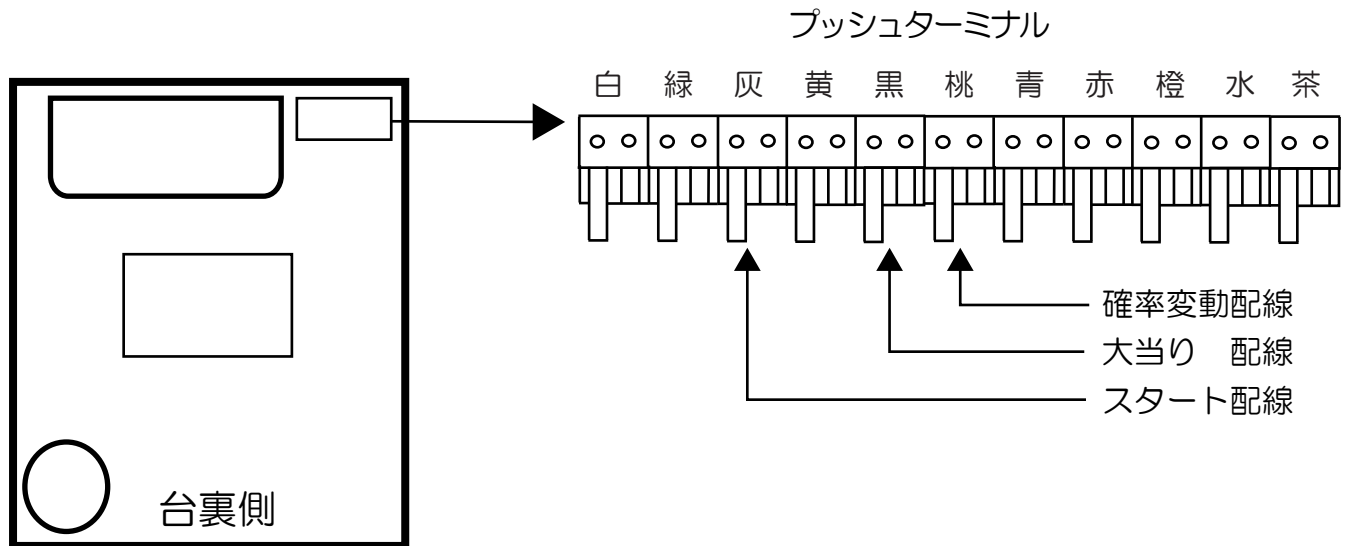 プッシュターミナル
白 緑 灰 黄 黒 桃 青 赤 橙 水 茶
確率変動配線
大当り 配線
スタート配線
台裏側